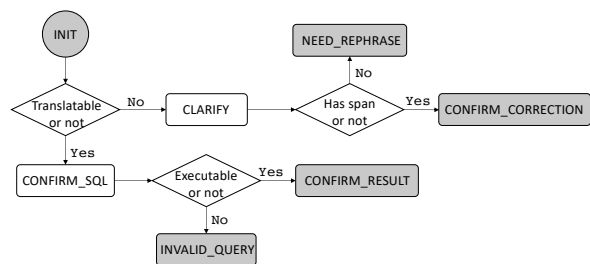 INIT
NEED_REPHRASE
No
Translatable
or not
No
CLARIFY
Has span
or not
Yes
CONFIRM_CORRECTION
Yes
CONFIRM_SQL
Executable
or not
Yes
CONFIRM_RESULT
No
INVALID_QUERY